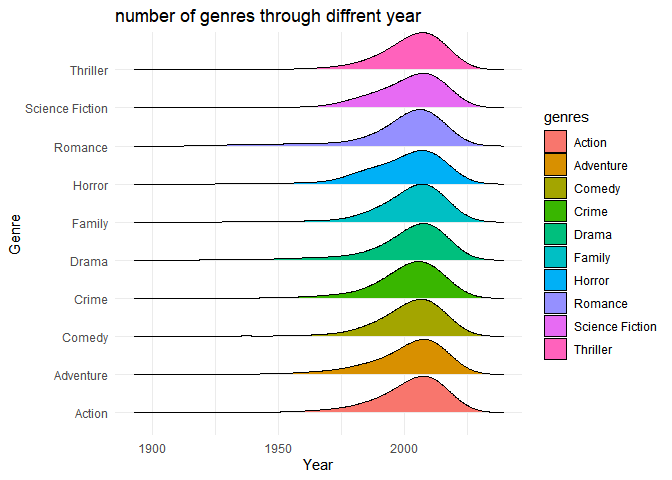 number of genres through diffrent year
Thriller
Science Fiction
Romance
Horror
Family
Drama
Crime
Comedy
Adventure
Action
Genre
1900 1950 2000
Year
genres
Action
Adventure
Comedy
Crime
Drama
Family
Horror
Romance
Science Fiction
Thriller